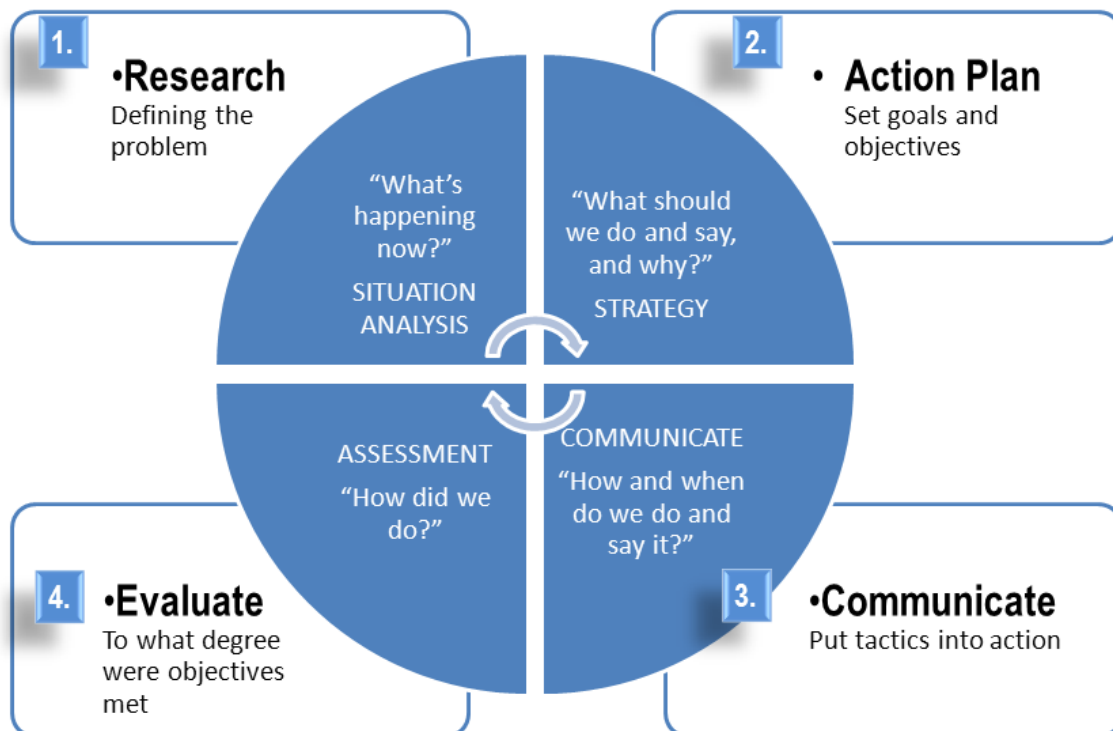 1.
•Research
Defining the
problem
“What’s
happening
now?”
SITUATION
ANALYSIS
2.
• Action Plan
Set goals and
objectives
“What should
we do and say,
and why?”
STRATEGY
3.
•Communicate
Put tactics into action
COMMUNICATE
“How and when
do we do and
say it?”
4.
•Evaluate
To what degree
were objectives
met
ASSESSMENT
“How did we
do?”